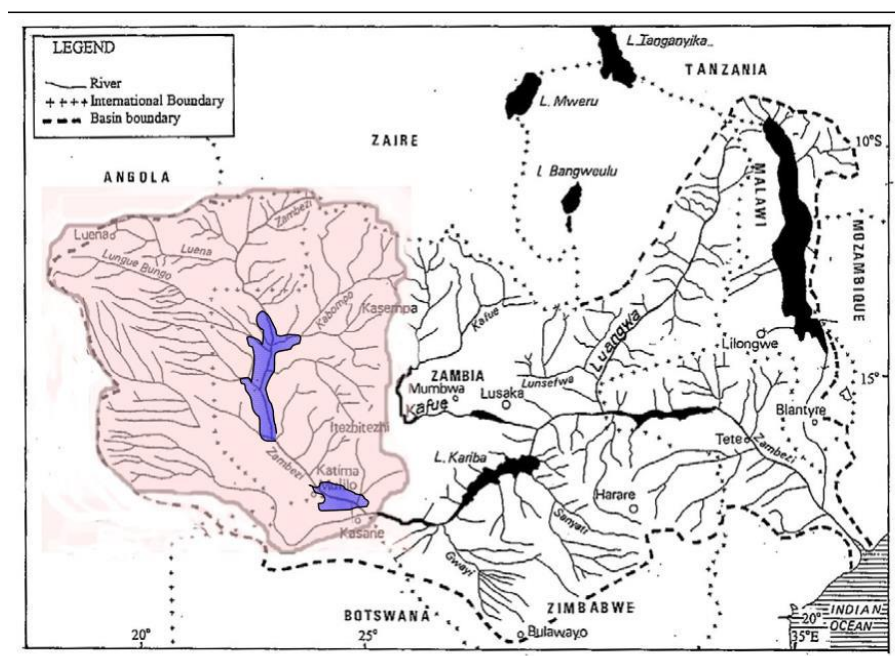 LEGEND
River
International Boundary
Basin boundary
L. Tanganyika
TANZANIA
L. Mweru
ZAIRE
10°S
l. Bangweulu
MALAWI
ANGOLA
Zambezi
Luena
Luena
MOZAMBIQUE
Lungue Bungo
Kabompo
Kasempa
Kafue
Luangwa
Lilongwe
ZAMBIA
Lunsefwa
15°
Mumbwa
Lusaka
Kafue
Blantyre
Itezhitezhi
Tete
Zambezi
L. Kariba
Zambezi
Katima
Mulilo
Harare
Sanyati
Kasane
Gwayi
BOTSWANA
ZIMBABWE
20°
INDIAN
OCEAN
20°
25°
Bulawayo
35°E